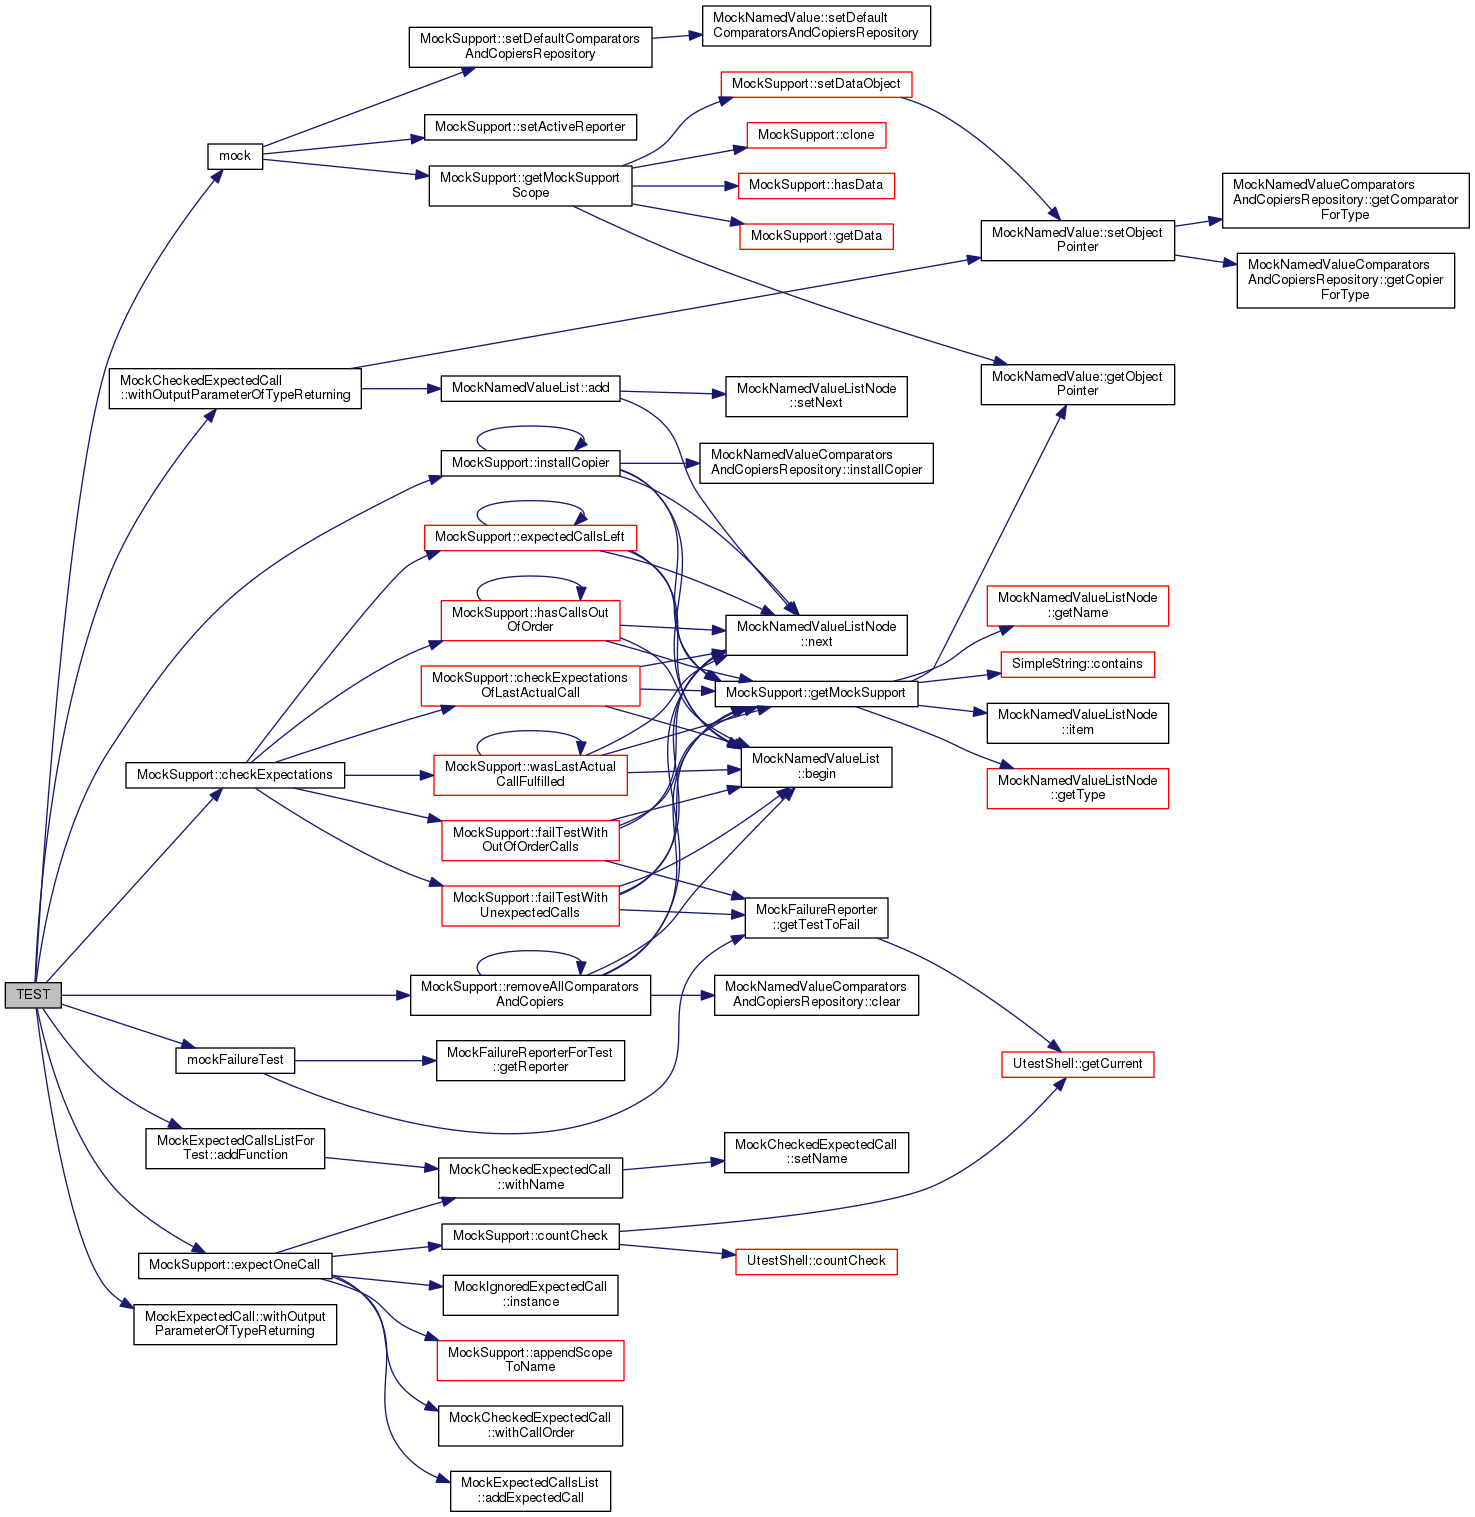 MockNamedValue::setDefault
ComparatorsAndCopiersRepository
MockSupport::setDefaultComparators
AndCopiersRepository
MockSupport::setDataObject
MockSupport::setActiveReporter
MockSupport::clone
mock
MockSupport::getMockSupport
Scope
MockSupport::hasData
MockNamedValueComparators
AndCopiersRepository::getComparator
ForType
MockSupport::getData
MockNamedValue::setObject
Pointer
MockNamedValueComparators
AndCopiersRepository::getCopier
ForType
MockCheckedExpectedCall
::withOutputParameterOfTypeReturning
MockNamedValueList::add
MockNamedValueListNode
::setNext
MockNamedValue::getObject
Pointer
MockSupport::installCopier
MockNamedValueComparators
AndCopiersRepository::installCopier
MockSupport::expectedCallsLeft
MockSupport::hasCallsOut
OfOrder
MockNamedValueListNode
::next
MockNamedValueListNode
::getName
SimpleString::contains
MockSupport::checkExpectations
OfLastActualCall
MockSupport::getMockSupport
MockNamedValueListNode
::item
MockSupport::checkExpectations
MockSupport::wasLastActual
CallFulfilled
MockNamedValueList
::begin
MockNamedValueListNode
::getType
MockSupport::failTestWith
OutOfOrderCalls
MockSupport::failTestWith
UnexpectedCalls
MockFailureReporter
::getTestToFail
TEST
MockSupport::removeAllComparators
AndCopiers
MockNamedValueComparators
AndCopiersRepository::clear
mockFailureTest
MockFailureReporterForTest
::getReporter
UtestShell::getCurrent
MockExpectedCallsListFor
Test::addFunction
MockCheckedExpectedCall
::withName
MockCheckedExpectedCall
::setName
MockSupport::expectOneCall
MockSupport::countCheck
UtestShell::countCheck
MockIgnoredExpectedCall
::instance
MockExpectedCall::withOutput
ParameterOfTypeReturning
MockSupport::appendScope
ToName
MockCheckedExpectedCall
::withCallOrder
MockExpectedCallsList
::addExpectedCall